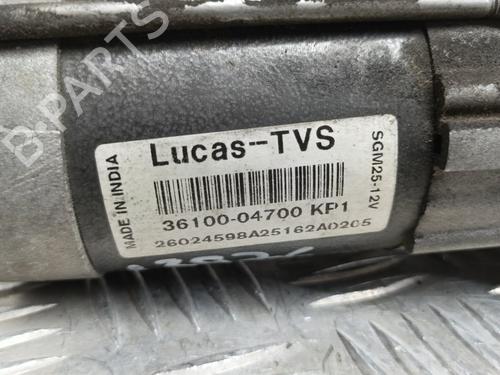 B-PARTS
Lucas--TVS
MADE IN INDIA
SGM25-12V
36100-04700 KP1
26024598A25162A0205